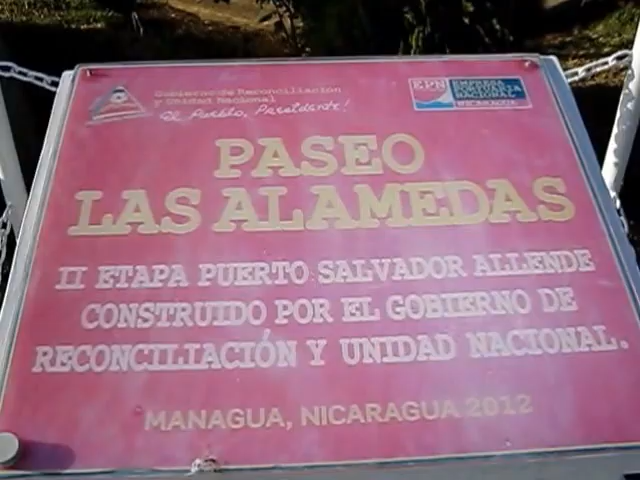 Gobierno de Reconciliación
y Unidad Nacional
El Pueblo, Presidente!
EPN
EMPRESA
PORTUARIA
NACIONAL
NICARAGUA
PASEO
LAS ALAMEDAS
II ETAPA PUERTO SALVADOR ALLENDE
CONSTRUIDO POR EL GOBIERNO DE
RECONCILIACIÓN Y UNIDAD NACIONAL.
MANAGUA, NICARAGUA 2012